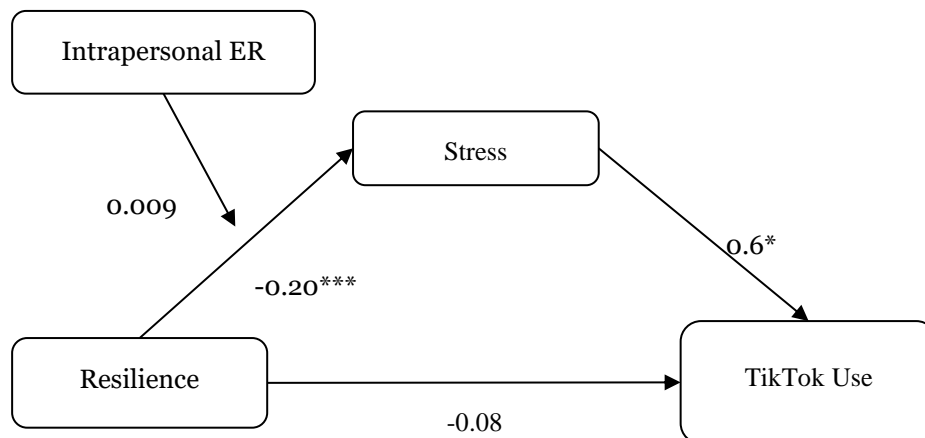 Intrapersonal ER
Stress
0.009
0.6*
-0.20***
Resilience
TikTok Use
-0.08